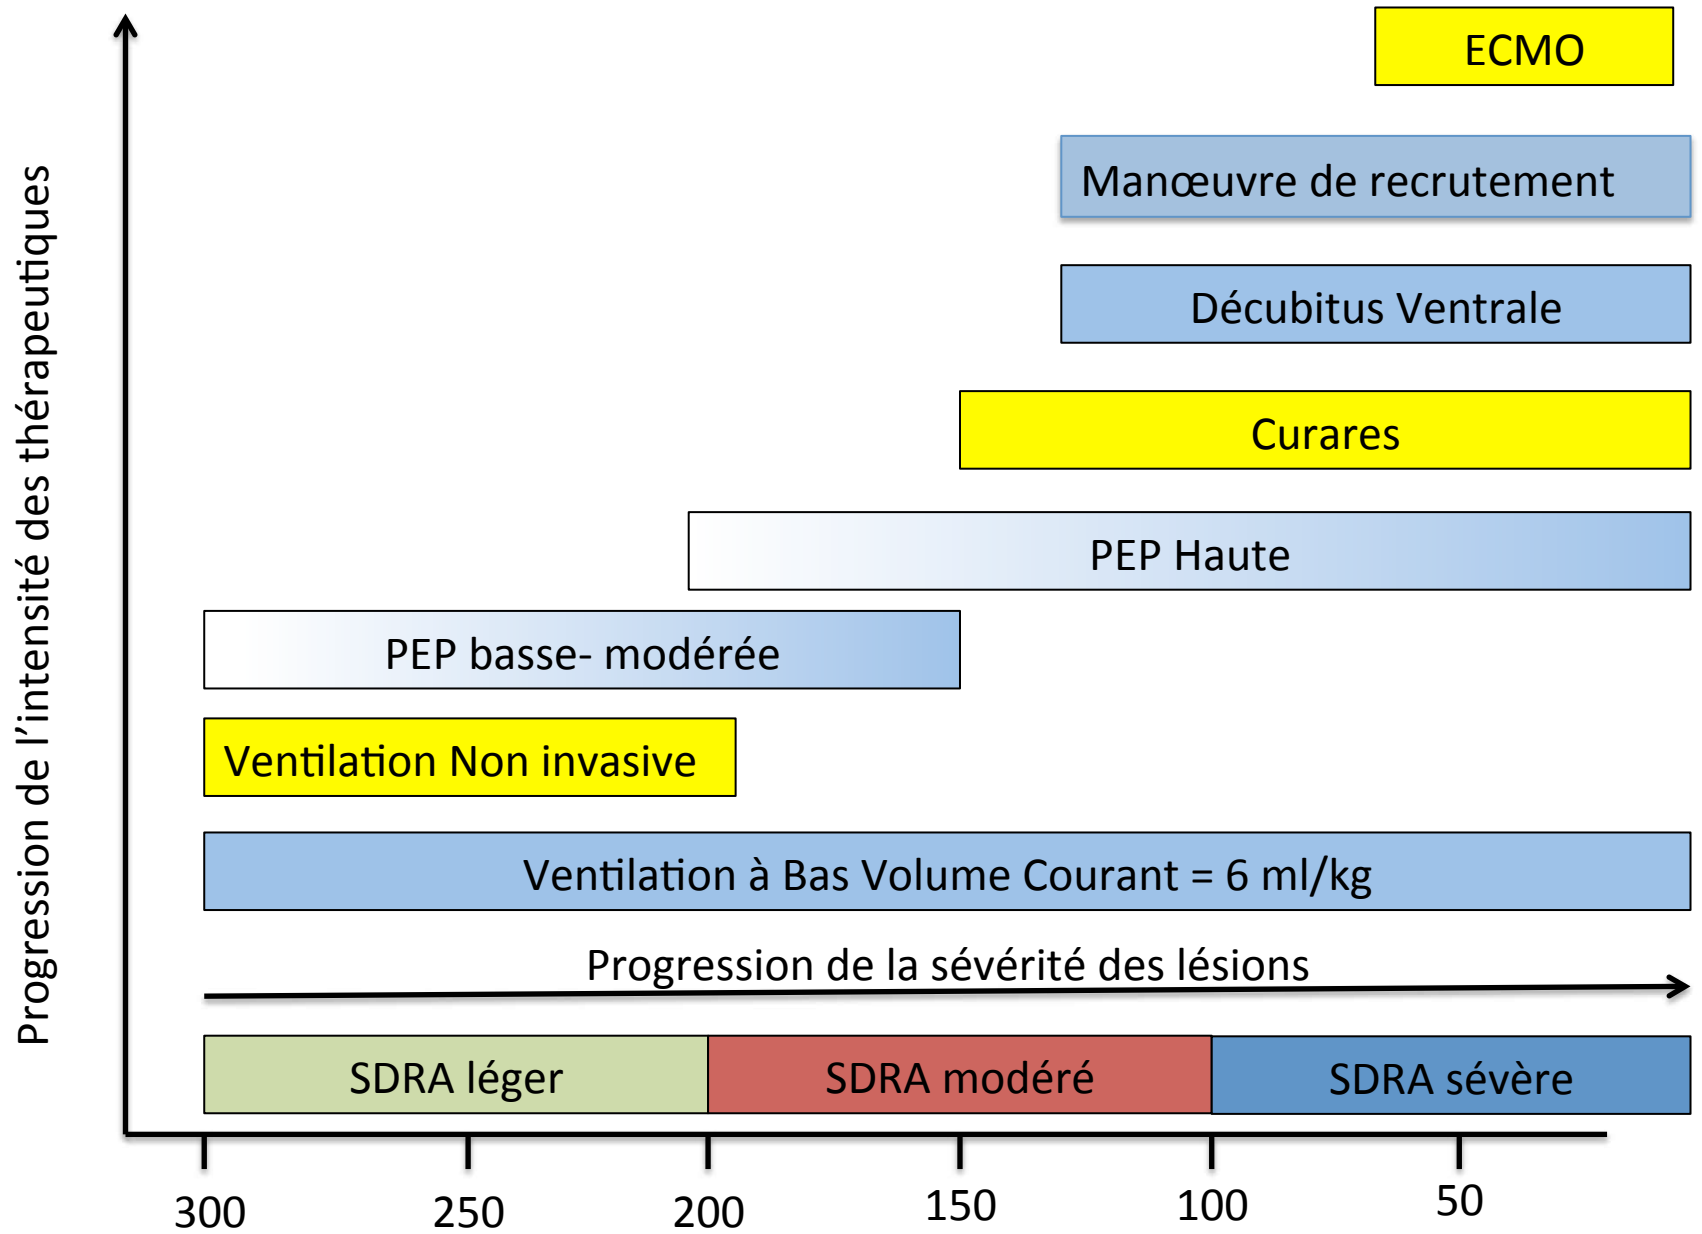 Progression de l'intensité des thérapeutiques
ECMO
Manœuvre de recrutement
Décubitus Ventrale
Curares
PEP Haute
PEP basse- modérée
Ventilation Non invasive
Ventilation à Bas Volume Courant = 6 ml/kg
Progression de la sévérité des lésions
SDRA léger
SDRA modéré
SDRA sévère
300
250
200
150
100
50